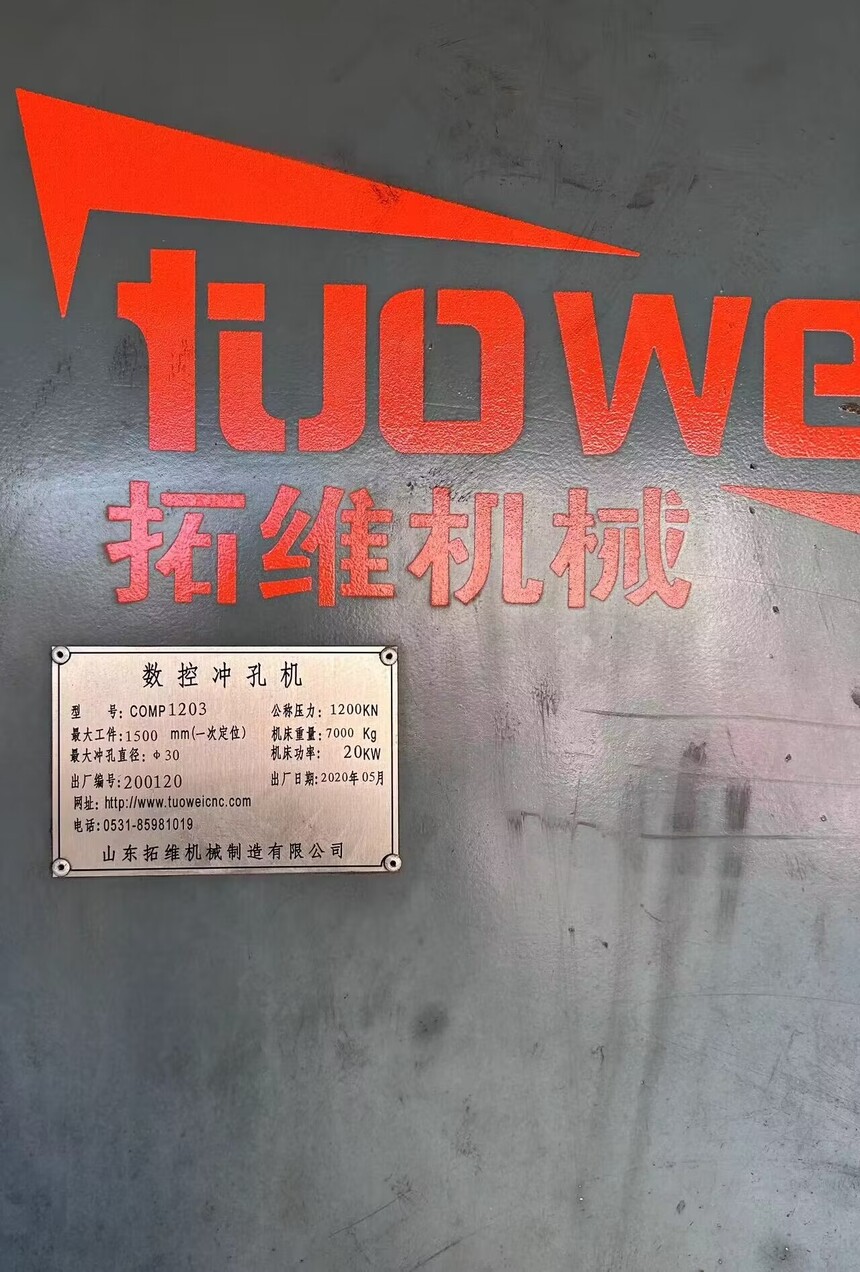 tuowe
拓维机械
数控冲孔机
型 号: COMP1203 公称压力: 1200KN
最大工件:1500 mm(一次定位) 机床重量:7000 Kg
最大冲孔直径: Φ30 机床功率: 20KW
出厂编号:200120 出厂日期:2020年05月
网址: http://www.tuoweicnc.com
电话:0531-85981019
山东拓维机械制造有限公司